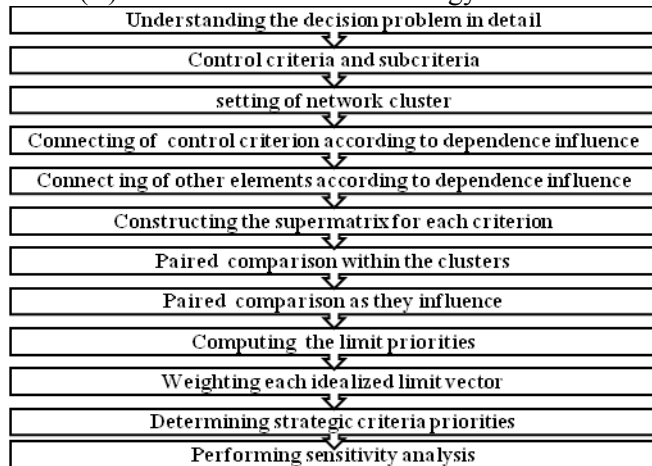 Understanding the decision problem in detail
Control criteria and subcriteria
setting of network cluster
Connecting of control criterion according to dependence influence
Connect ing of other elements according to dependence influence
Constructing the supermatrix for each criterion
Paired comparison within the clusters
Paired comparison as they influence
Computing the limit priorities
Weighting each idealized limit vector
Determining strategic criteria priorities
Performing sensitivity analysis